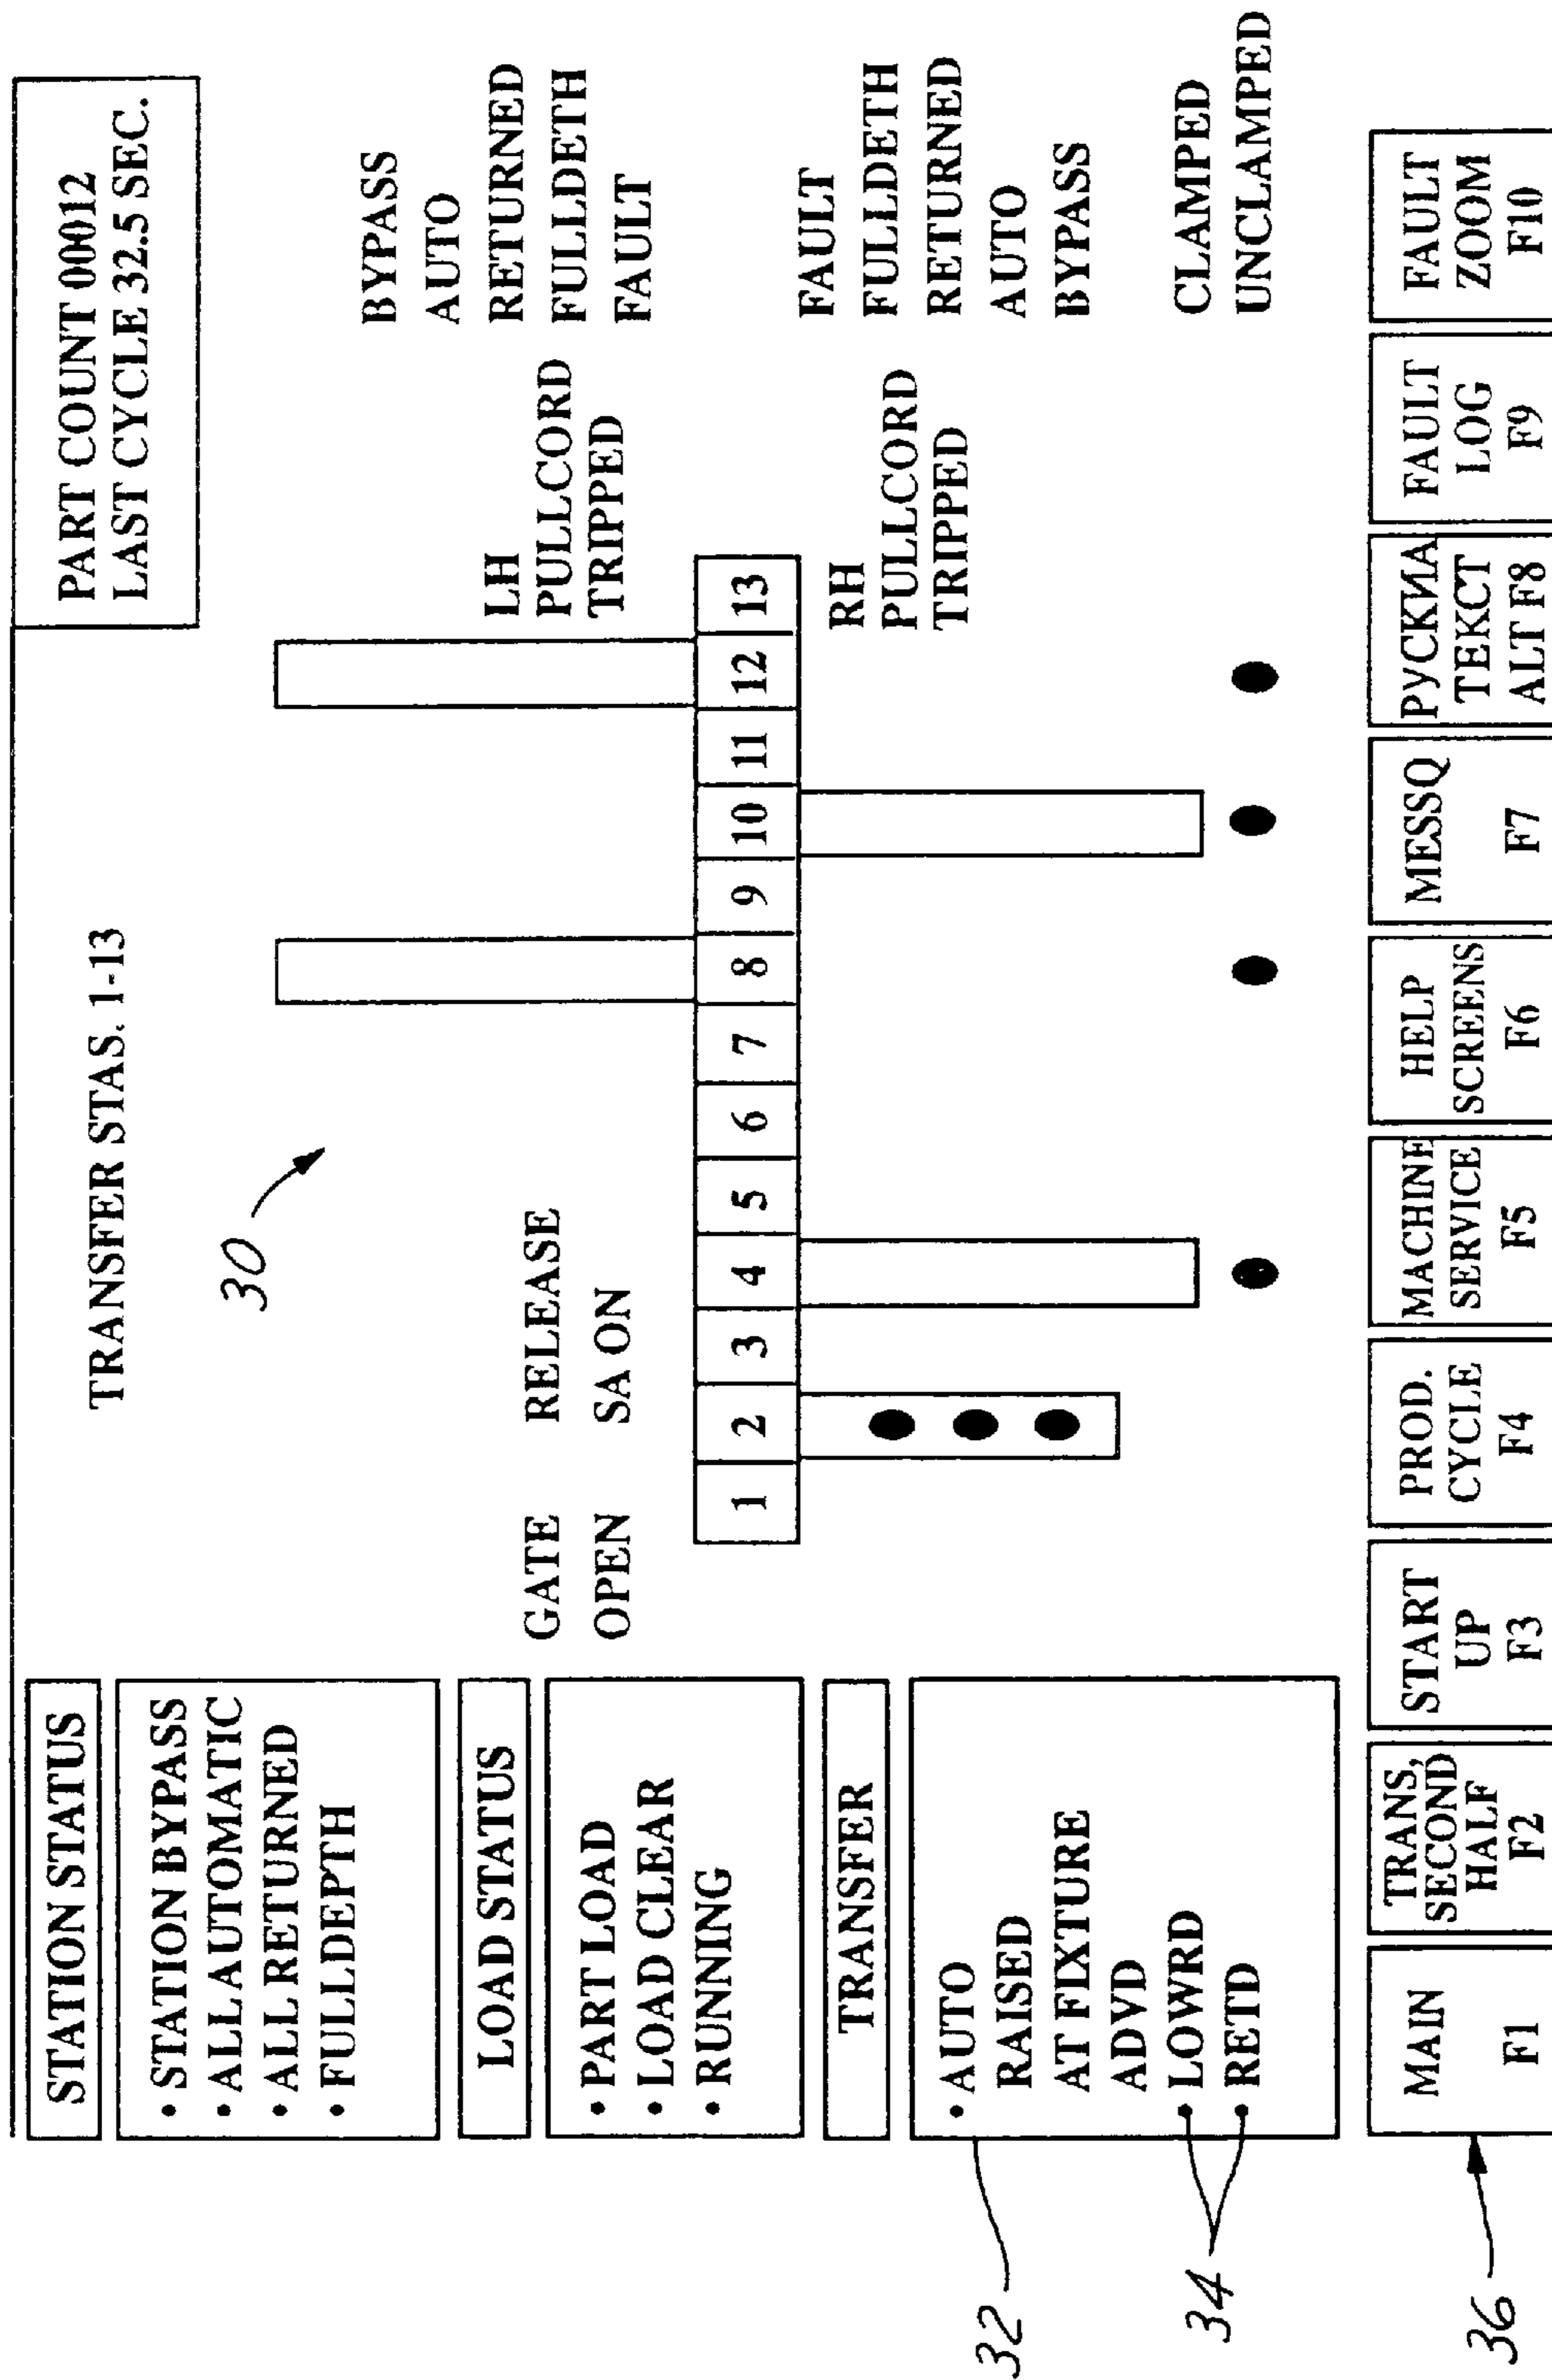 STATION STATUS
• STATION BYPASS
• ALL AUTOMATIC
• ALL RETURNED
• FULLDEPTH
LOAD STATUS
• PART LOAD
• LOAD CLEAR
• RUNNING
TRANSFER
• AUTO
RAISED
AT FIXTURE
ADVD
• LOWRD
• RETD
TRANSFER STAS. 1-13
PART COUNT 00012
LAST CYCLE 32.5 SEC.
30
GATE
OPEN
RELEASE
SA ON
LH
PULLCORD
TRIPPED
BYPASS
AUTO
RETURNED
FULLDETH
FAULT
1 2 3 4 5 6 7 8 9 10 11 12 13
RH
PULLCORD
TRIPPED
FAULT
FULLDETH
RETURNED
AUTO
BYPASS
CLAMPED
UNCLAMPED
32
34
36
MAIN
F1
TRANS,
SECOND
HALF
F2
START
UP
F3
PROD.
CYCLE
F4
MACHINE
SERVICE
F5
HELP
SCREENS
F6
MESSQ
F7
РУСКИА
ТЕКСТ
ALT F8
FAULT
LOG
F9
FAULT
ZOOM
F10